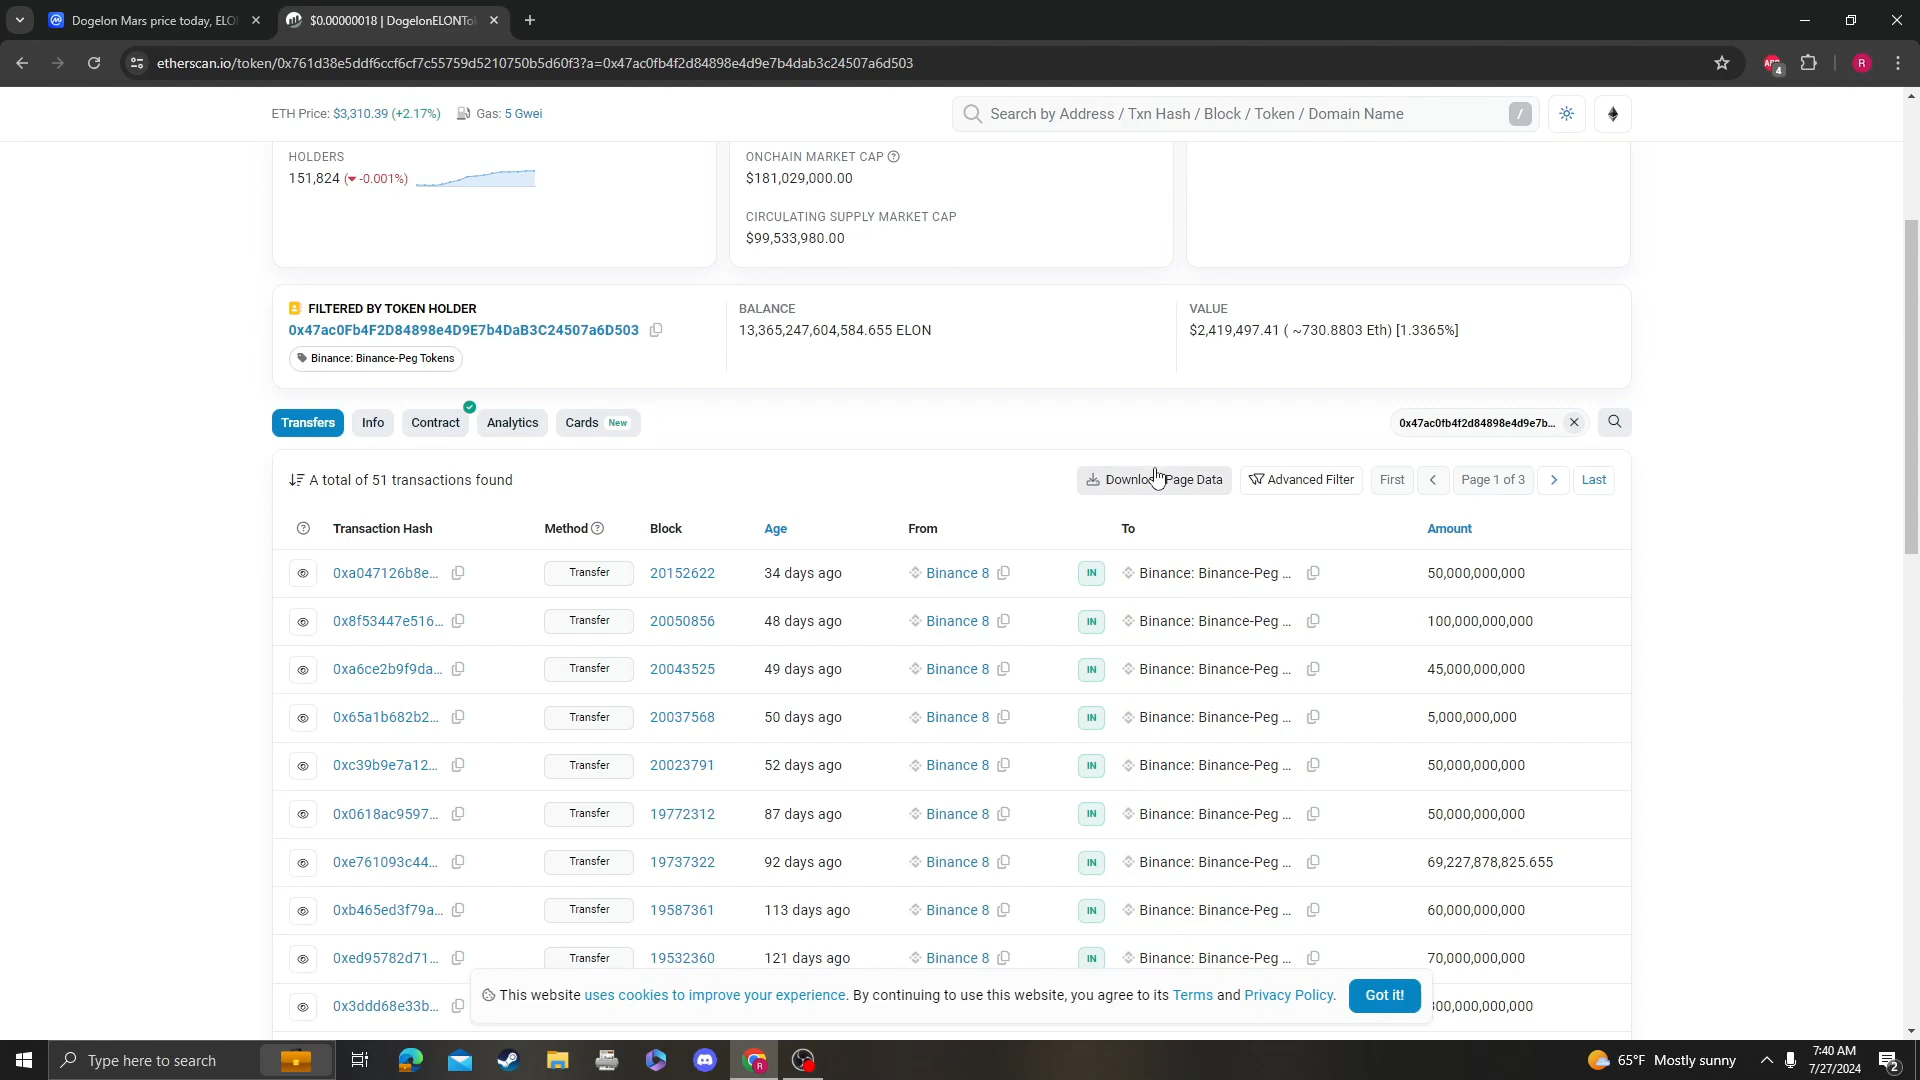 Dogelon Mars price today, ELO
$0.00000018 | DogelonELONTo
etherscan.io/token/0x761d38e5ddf6ccf6cf7c55759d5210750b5d60f3?a=0x47ac0fb4f2d84898e4d9e7b4dab3c24507a6d503
4
R
ETH Price: $3,310.39 (+2.17%) Gas: 5 Gwei
Search by Address / Txn Hash / Block / Token / Domain Name /
HOLDERS
151,824 (-0.001%)
ONCHAIN MARKET CAP
$181,029,000.00
CIRCULATING SUPPLY MARKET CAP
$99,533,980.00
FILTERED BY TOKEN HOLDER
0x47ac0Fb4F2D84898e4D9E7b4DaB3C24507a6D503
Binance: Binance-Peg Tokens
BALANCE
13,365,247,604,584.655 ELON
VALUE
$2,419,497.41 ( ~730.8803 Eth) [1.3365%]
Transfers Info Contract Analytics Cards New
0x47ac0fb4f2d84898e4d9e7b...
A total of 51 transactions found
Page Data Advanced Filter First Page 1 of 3 Last
Transaction Hash Method Block Age From To Amount
0xa047126b8e... Transfer 20152622 34 days ago Binance 8 IN Binance: Binance-Peg ... 50,000,000,000
0x8f53447e516... Transfer 20050856 48 days ago Binance 8 IN Binance: Binance-Peg ... 100,000,000,000
0xa6ce2b9f9da... Transfer 20043525 49 days ago Binance 8 IN Binance: Binance-Peg ... 45,000,000,000
0x65a1b682b2... Transfer 20037568 50 days ago Binance 8 IN Binance: Binance-Peg ... 5,000,000,000
0xc39b9e7a12... Transfer 20023791 52 days ago Binance 8 IN Binance: Binance-Peg ... 50,000,000,000
0x0618ac9597... Transfer 19772312 87 days ago Binance 8 IN Binance: Binance-Peg ... 50,000,000,000
0xe761093c44... Transfer 19737322 92 days ago Binance 8 IN Binance: Binance-Peg ... 69,227,878,825.655
0xb465ed3f79a... Transfer 19587361 113 days ago Binance 8 IN Binance: Binance-Peg ... 60,000,000,000
0xed95782d71... Transfer 19532360 121 days ago Binance 8 IN Binance: Binance-Peg ... 70,000,000,000
0x3ddd68e33b... 00,000,000,000
This website uses cookies to improve your experience. By continuing to use this website, you agree to its Terms and Privacy Policy. Got it!
Type here to search
65°F Mostly sunny
7:40 AM
7/27/2024
2